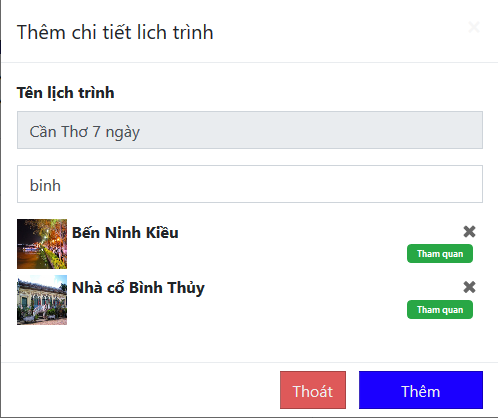 Thêm chi tiết lich trình
×
Tên lịch trình
Cần Thơ 7 ngày
binh
Bến Ninh Kiều
Tham quan
Nhà cổ Bình Thủy
Tham quan
Thoát
Thêm